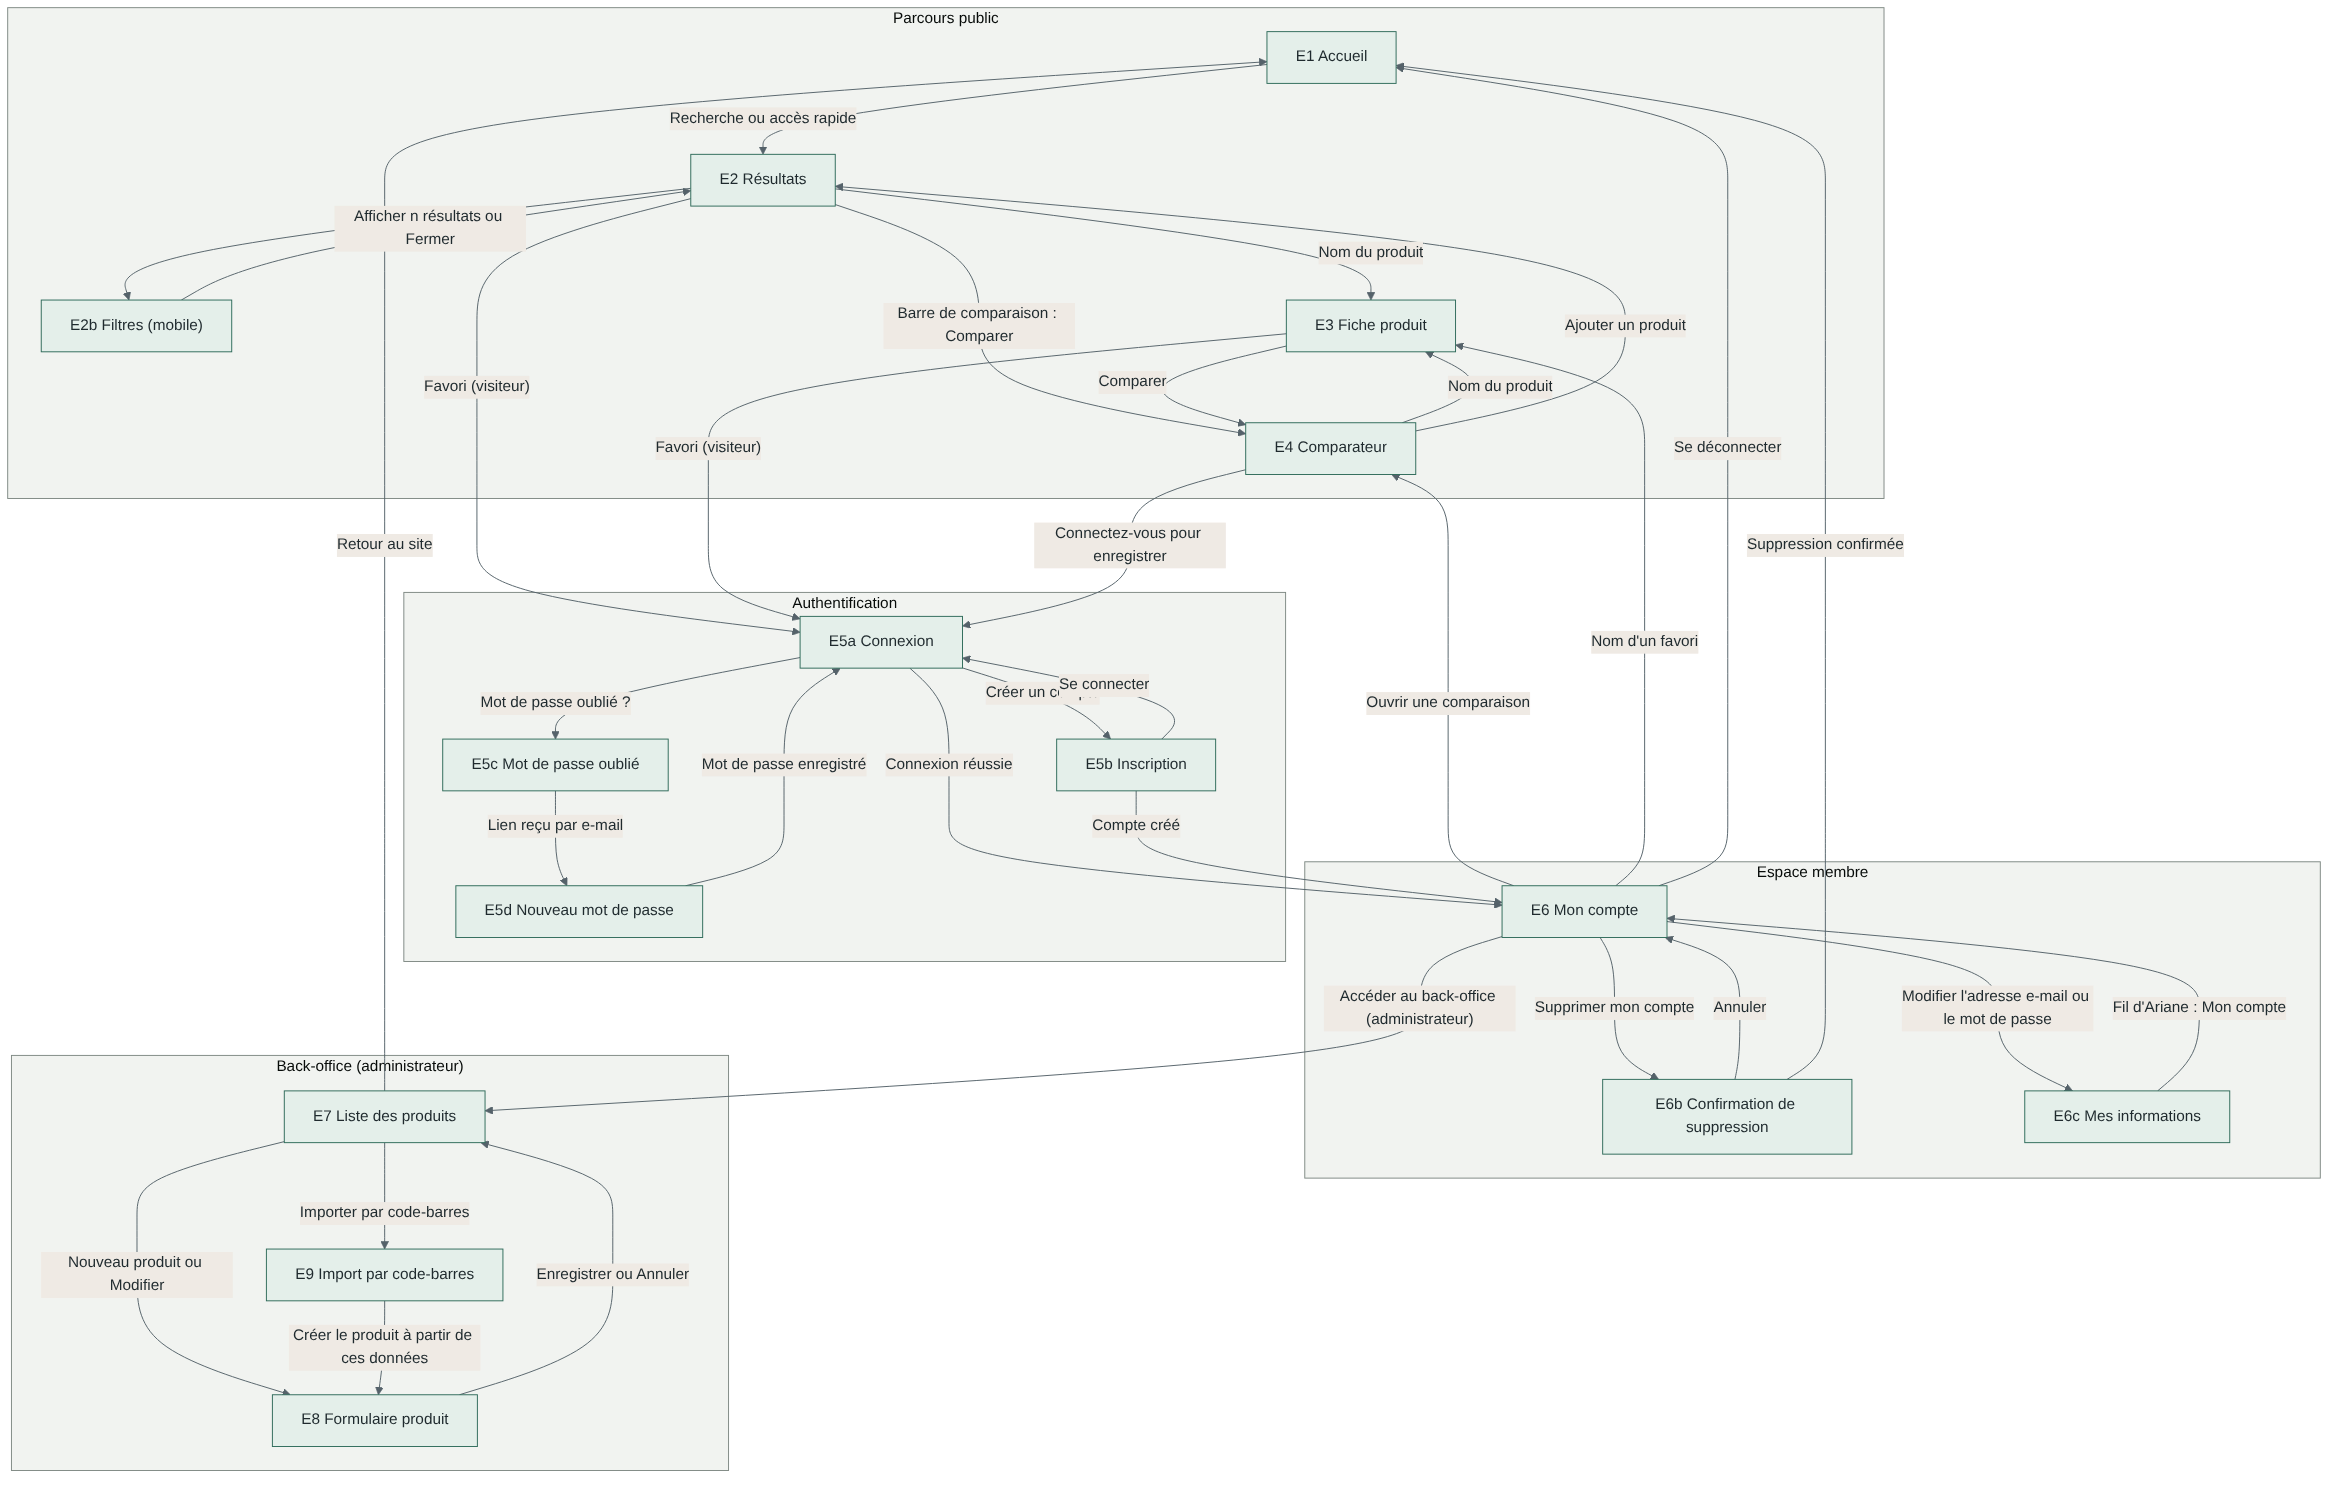 Parcours public
E1 Accueil
Recherche ou accès rapide
E2 Résultats
Afficher n résultats ou
Fermer
Nom du produit
E2b Filtres (mobile)
Barre de comparaison :
Comparer
E3 Fiche produit
Ajouter un produit
Favori (visiteur)
Comparer
Nom du produit
Favori (visiteur)
E4 Comparateur
Se déconnecter
Retour au site
Connectez-vous pour
enregistrer
Suppression confirmée
Authentification
E5a Connexion
Nom d'un favori
Mot de passe oublié ?
Créer un
Se connecter
Ouvrir une comparaison
E5c Mot de passe oublié
Mot de passe enregistré
Connexion réussie
E5b Inscription
Lien reçu par e-mail
Compte créé
Espace membre
E5d Nouveau mot de passe
E6 Mon compte
Accéder au back-office
(administrateur)
Supprimer mon compte
Annuler
Modifier l'adresse e-mail ou
le mot de passe
Fil d'Ariane : Mon compte
Back-office (administrateur)
E7 Liste des produits
E6b Confirmation de
suppression
E6c Mes informations
Importer par code-barres
Nouveau produit ou
Modifier
E9 Import par code-barres
Enregistrer ou Annuler
Créer le produit à partir de
ces données
E8 Formulaire produit